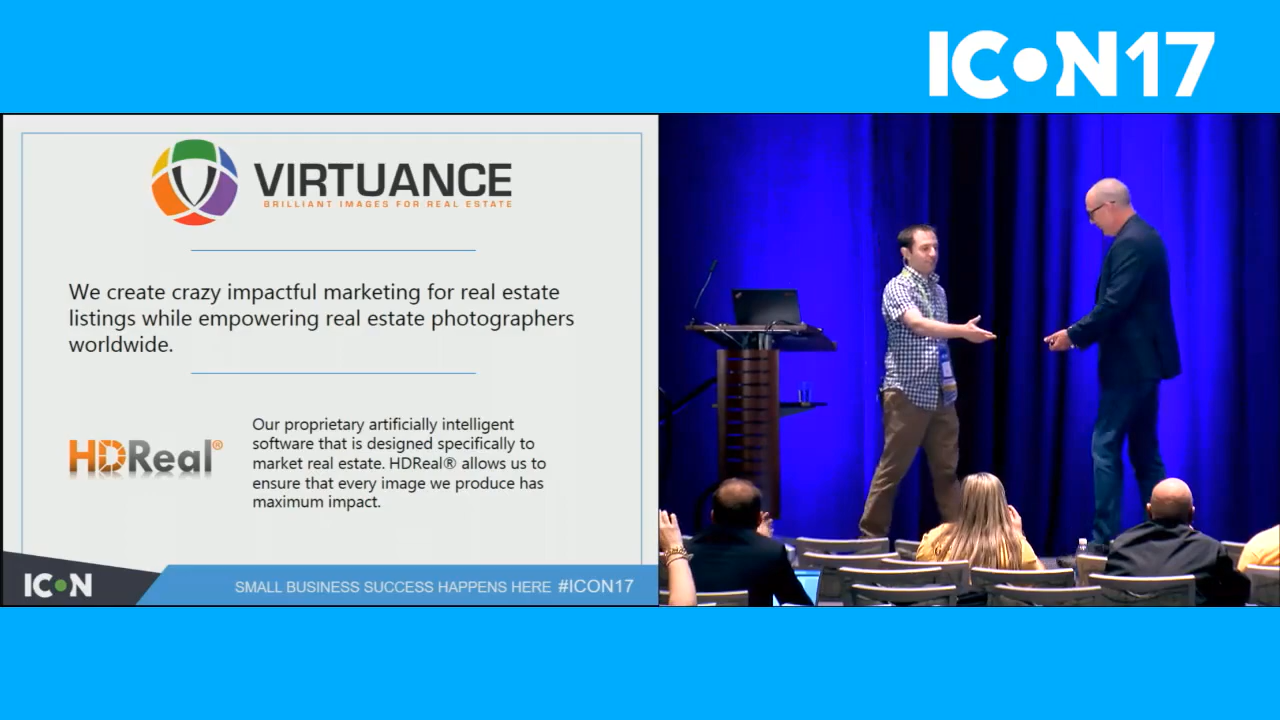 ICON17
VIRTUANCE
BRILLIANT IMAGES FOR REAL ESTATE
We create crazy impactful marketing for real estate
listings while empowering real estate photographers
worldwide.
HDReal®
Our proprietary artificially intelligent
software that is designed specifically to
market real estate. HDReal® allows us to
ensure that every image we produce has
maximum impact.
ICON
SMALL BUSINESS SUCCESS HAPPENS HERE #ICON17